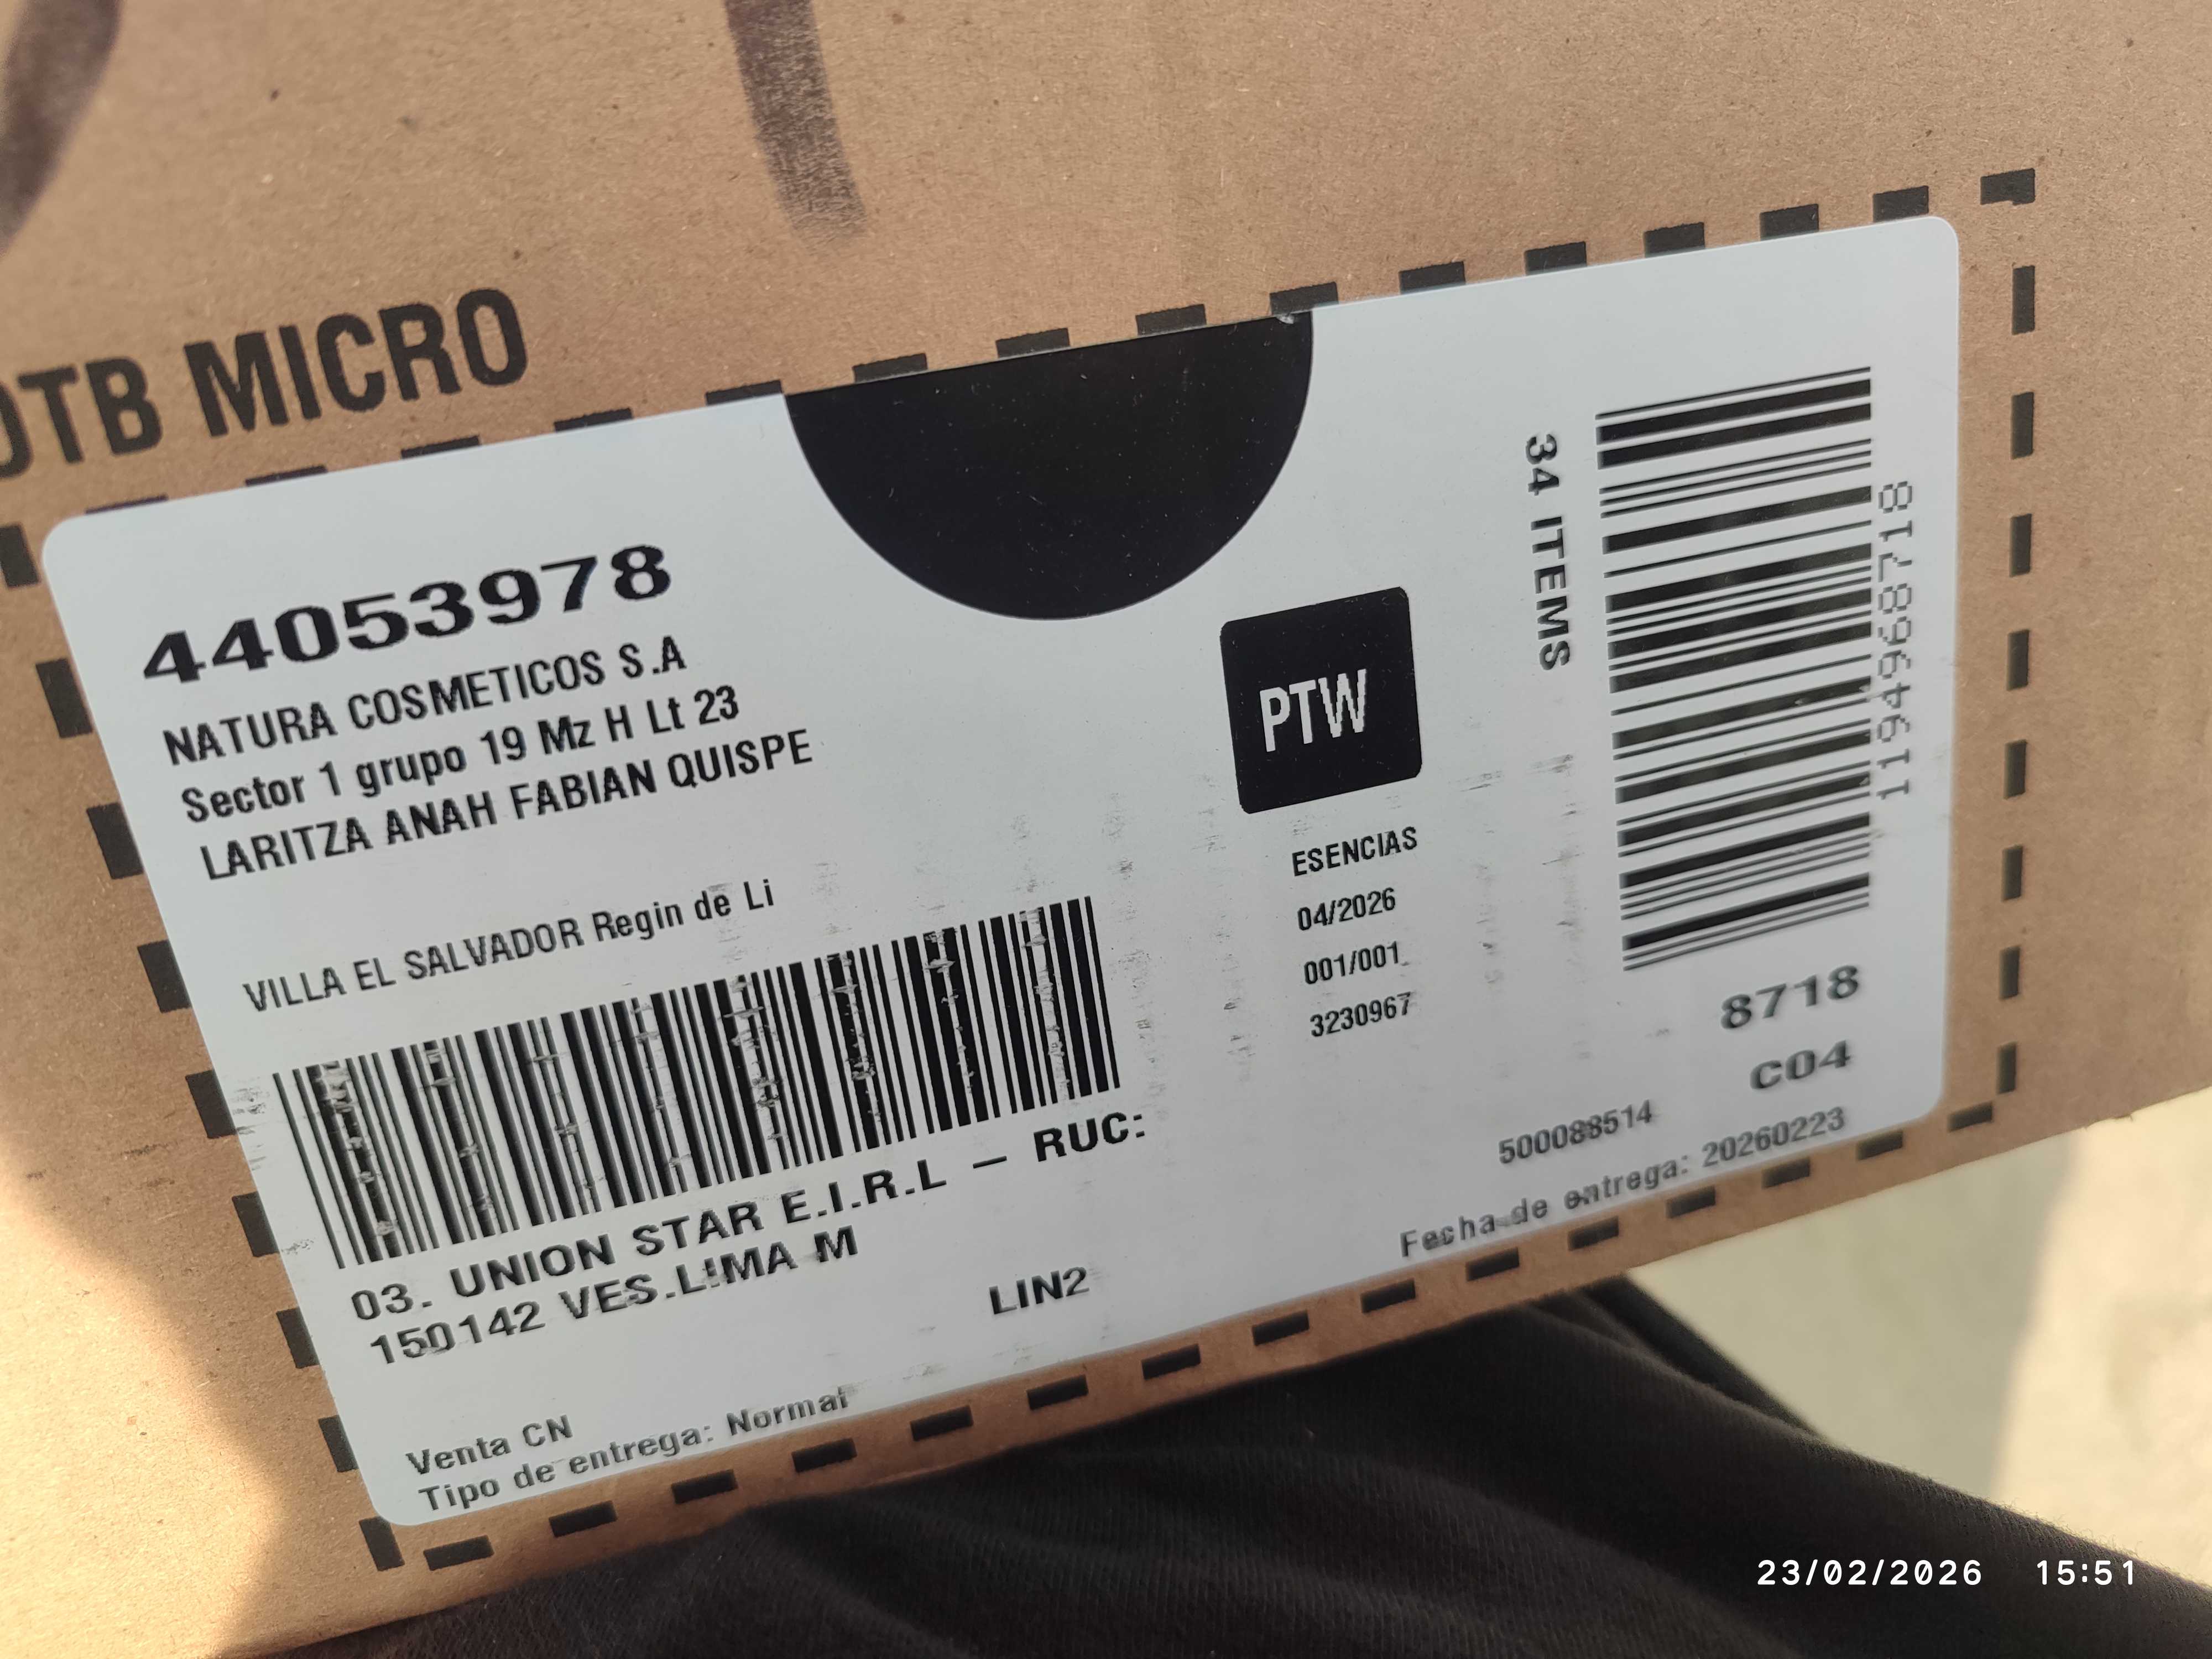 OTB MICRO
44053978
NATURA COSMETICOS S.A
Sector 1 grupo 19 Mz H Lt 23
LARITZA ANAH FABIAN QUISPE
VILLA EL SALVADOR Regin de Li
03. UNION STAR E.I.R.L – RUC:
150142 VES.LIMA M
LIN2
Venta CN
Tipo de entrega: Normal
PTW
ESENCIAS
04/2026
001/001
3230967
34 ITEMS
11949968718
8718
C04
500088514
Fecha de entrega: 20260223
23/02/2026 15:51